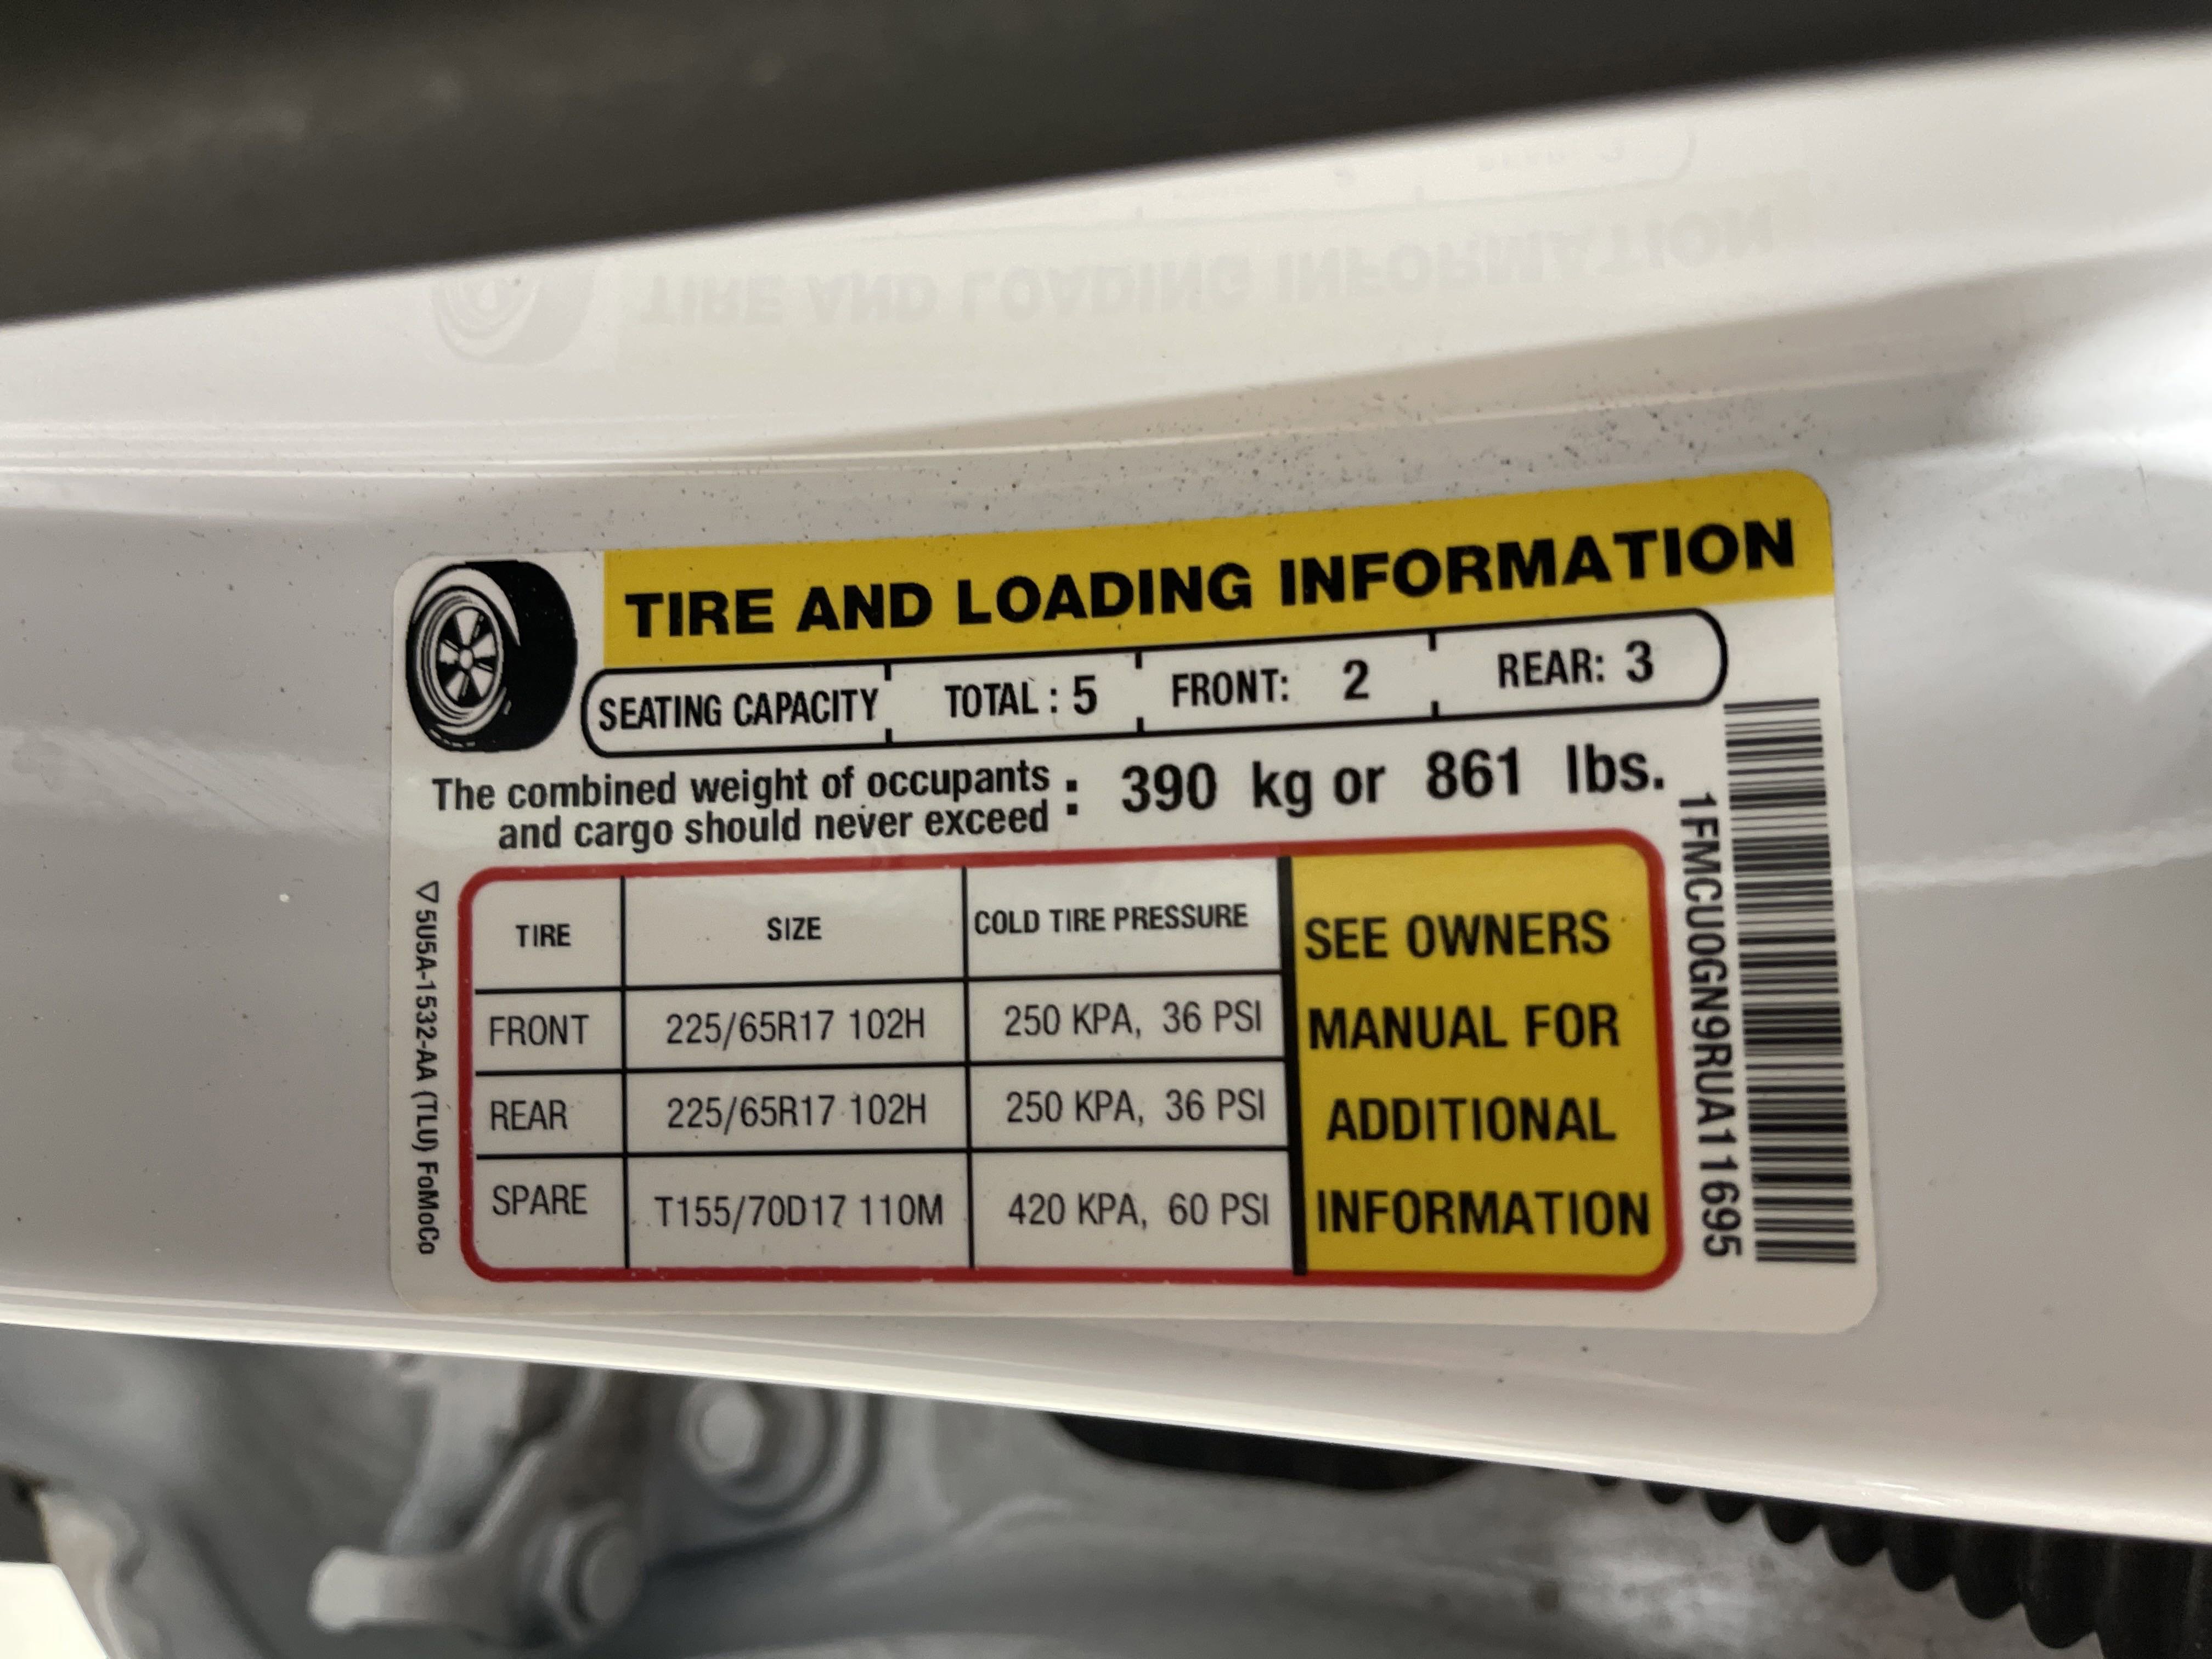 TIRE AND LOADING INFORMATION
SEATING CAPACITY TOTAL : 5 FRONT: 2 REAR: 3
The combined weight of occupants
and cargo should never exceed : 390 kg or 861 lbs.
TIRE SIZE COLD TIRE PRESSURE
FRONT 225/65R17 102H 250 KPA, 36 PSI
REAR 225/65R17 102H 250 KPA, 36 PSI
SPARE T155/70D17 110M 420 KPA, 60 PSI
SEE OWNERS
MANUAL FOR
ADDITIONAL
INFORMATION
5U5A-1532-AA (TLU) FoMoCo
1FMCU0GN9RUA11695